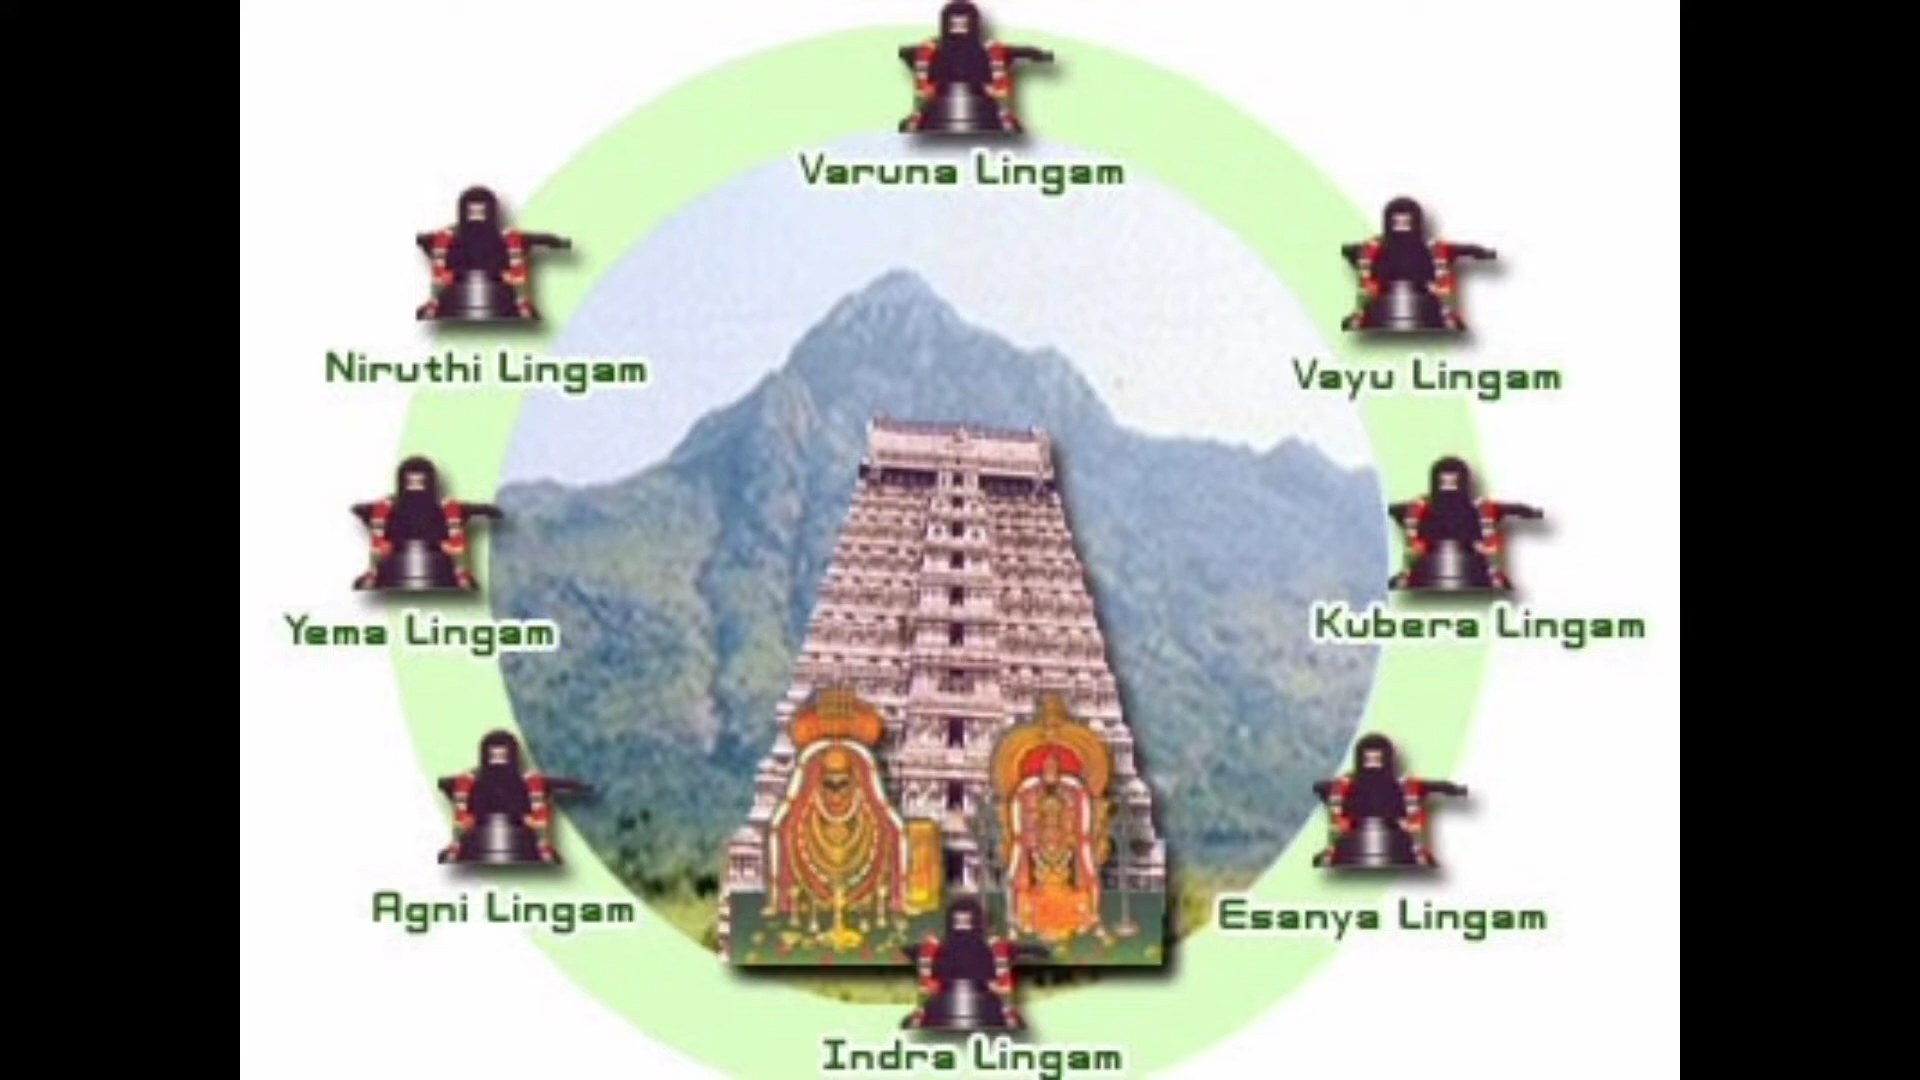 Varuna Lingam
Niruthi Lingam
Vayu Lingam
Yema Lingam
Kubera Lingam
Agni Lingam
Esanya Lingam
Indra Lingam